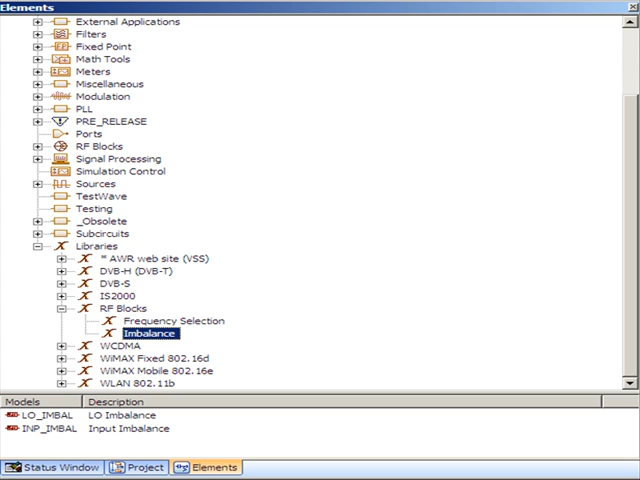 Elements
External Applications
Filters
Fixed Point
Math Tools
Meters
Miscellaneous
Modulation
PLL
PRE_RELEASE
Ports
RF Blocks
Signal Processing
Simulation Control
Sources
TestWave
Testing
_Obsolete
Subcircuits
Libraries
* AWR web site (VSS)
DVB-H (DVB-T)
DVB-S
IS2000
RF Blocks
Frequency Selection
Imbalance
WCDMA
WiMAX Fixed 802.16d
WiMAX Mobile 802.16e
WLAN 802.11b
Models Description
LO_IMBAL LO Imbalance
INP_IMBAL Input Imbalance
Status Window Project Elements